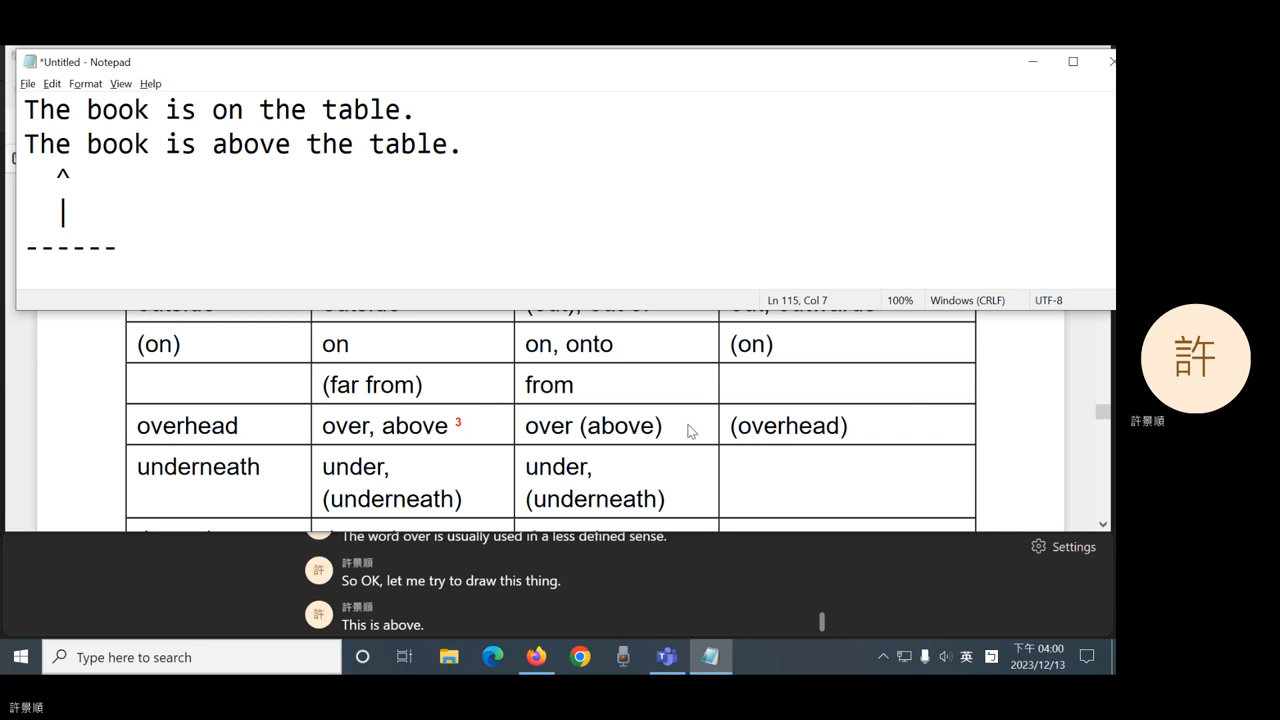 *Untitled - Notepad
File Edit Format View Help
The book is on the table.
The book is above the table.
^
|
------
Ln 115, Col 7 100% Windows (CRLF) UTF-8
(on) on on, onto (on)
(far from) from
overhead over, above 3 over (above) (overhead)
underneath under, under,
(underneath) (underneath)
The word over is usually used in a less defined sense.
Settings
許 許景順
So OK, let me try to draw this thing.
許 許景順
This is above.
Type here to search
英
下午 04:00
2023/12/13
許
許景順
許景順